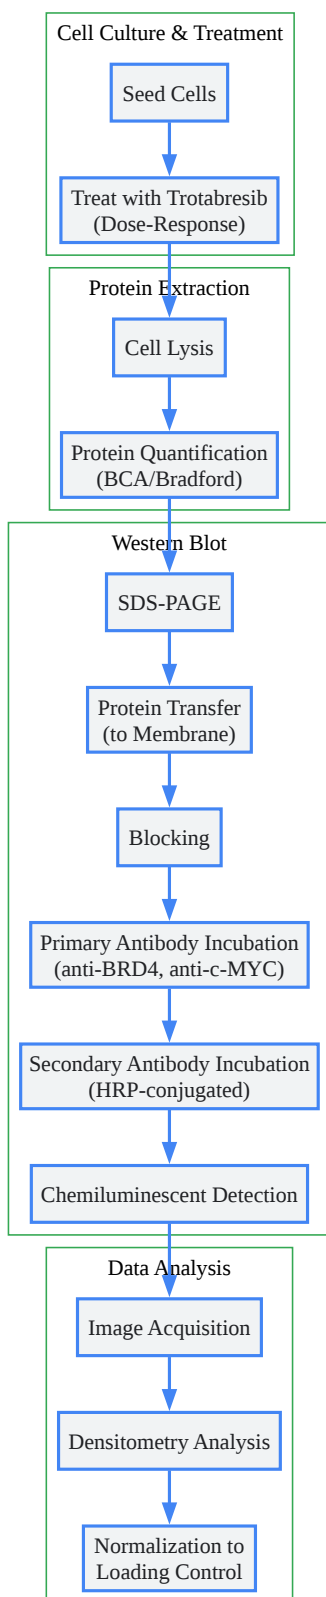 Cell Culture & Treatment
Seed Cells
Treat with Trotabresib
(Dose-Response)
Protein Extraction
Cell Lysis
Protein Quantification
(BCA/Bradford)
Western Blot
SDS-PAGE
Protein Transfer
(to Membrane)
Blocking
Primary Antibody Incubation
(anti-BRD4, anti-c-MYC)
Secondary Antibody Incubation
(HRP-conjugated)
Chemiluminescent Detection
Data Analysis
Image Acquisition
Densitometry Analysis
Normalization to
Loading Control